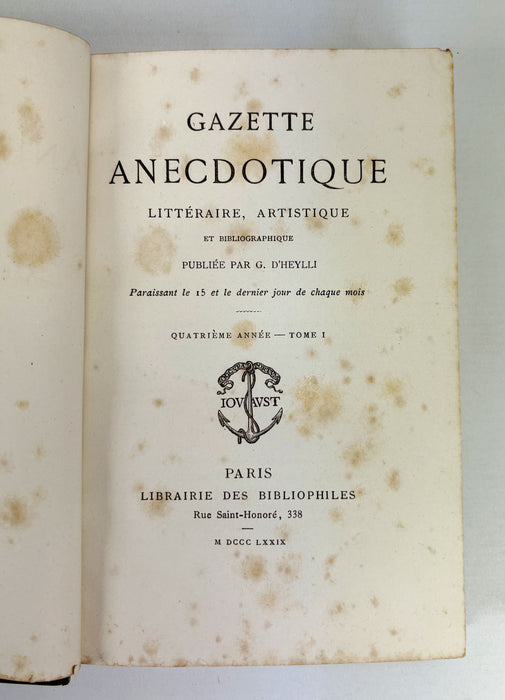 GAZETTE
ANECDOTIQUE
LITTÉRAIRE, ARTISTIQUE
ET BIBLIOGRAPHIQUE
PUBLIÉE PAR G. D'HEYLLI
Paraissant le 15 et le dernier jour de chaque mois
QUATRIÈME ANNÉE — TOME I
IOVAVST
PARIS
LIBRAIRIE DES BIBLIOPHILES
Rue Saint-Honoré, 338
M DCCC LXXIX